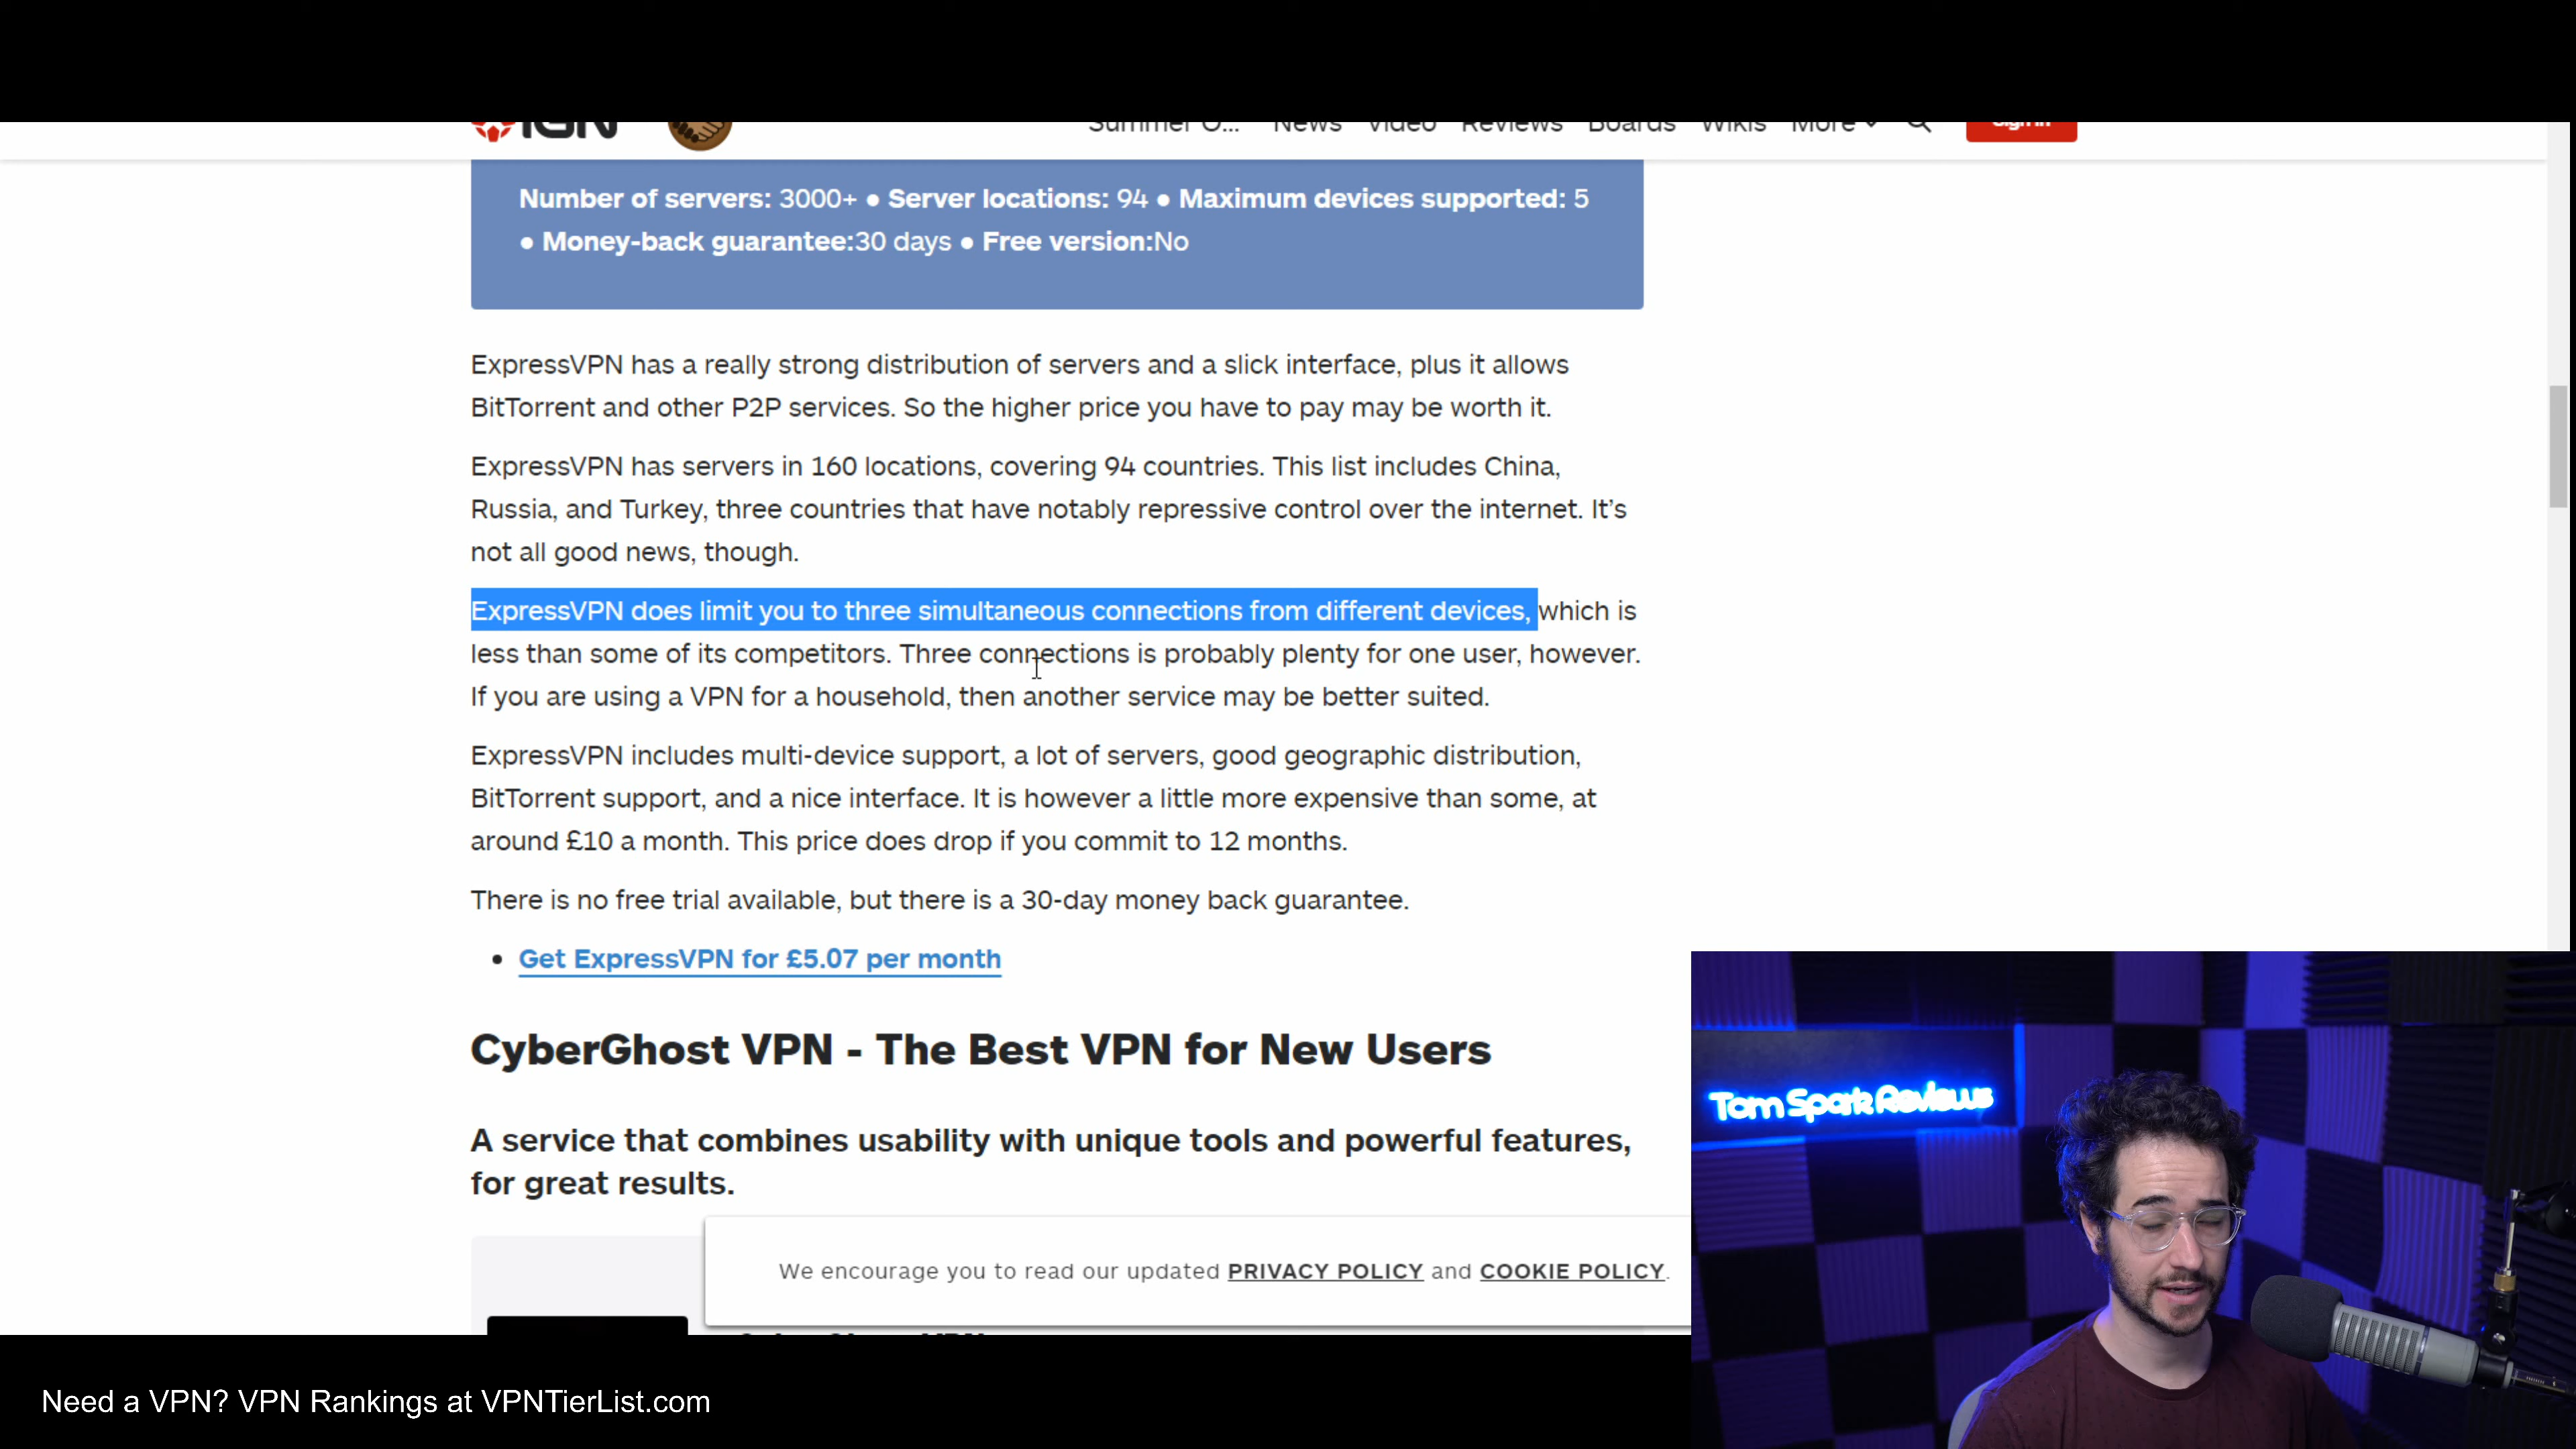 IGN
Summer O... News Video Reviews Boards Wikis More Sign In
Number of servers: 3000+ ● Server locations: 94 ● Maximum devices supported: 5
● Money-back guarantee:30 days ● Free version:No
ExpressVPN has a really strong distribution of servers and a slick interface, plus it allows
BitTorrent and other P2P services. So the higher price you have to pay may be worth it.
ExpressVPN has servers in 160 locations, covering 94 countries. This list includes China,
Russia, and Turkey, three countries that have notably repressive control over the internet. It’s
not all good news, though.
ExpressVPN does limit you to three simultaneous connections from different devices, which is
less than some of its competitors. Three connections is probably plenty for one user, however.
If you are using a VPN for a household, then another service may be better suited.
ExpressVPN includes multi-device support, a lot of servers, good geographic distribution,
BitTorrent support, and a nice interface. It is however a little more expensive than some, at
around £10 a month. This price does drop if you commit to 12 months.
There is no free trial available, but there is a 30-day money back guarantee.
• Get ExpressVPN for £5.07 per month
CyberGhost VPN - The Best VPN for New Users
A service that combines usability with unique tools and powerful features,
for great results.
We encourage you to read our updated PRIVACY POLICY and COOKIE POLICY.
Tom Spark Reviews
Need a VPN? VPN Rankings at VPNTierList.com